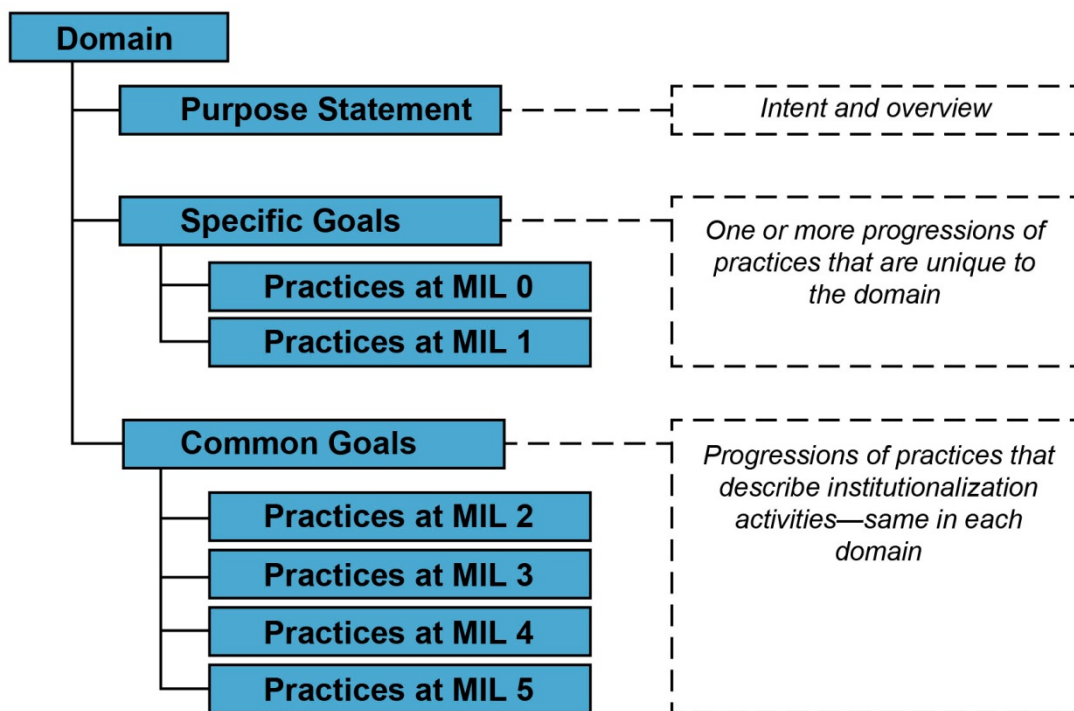 Domain
Purpose Statement
Intent and overview
Specific Goals
One or more progressions of
practices that are unique to
the domain
Practices at MIL 0
Practices at MIL 1
Common Goals
Progressions of practices that
describe institutionalization
activities—same in each
domain
Practices at MIL 2
Practices at MIL 3
Practices at MIL 4
Practices at MIL 5